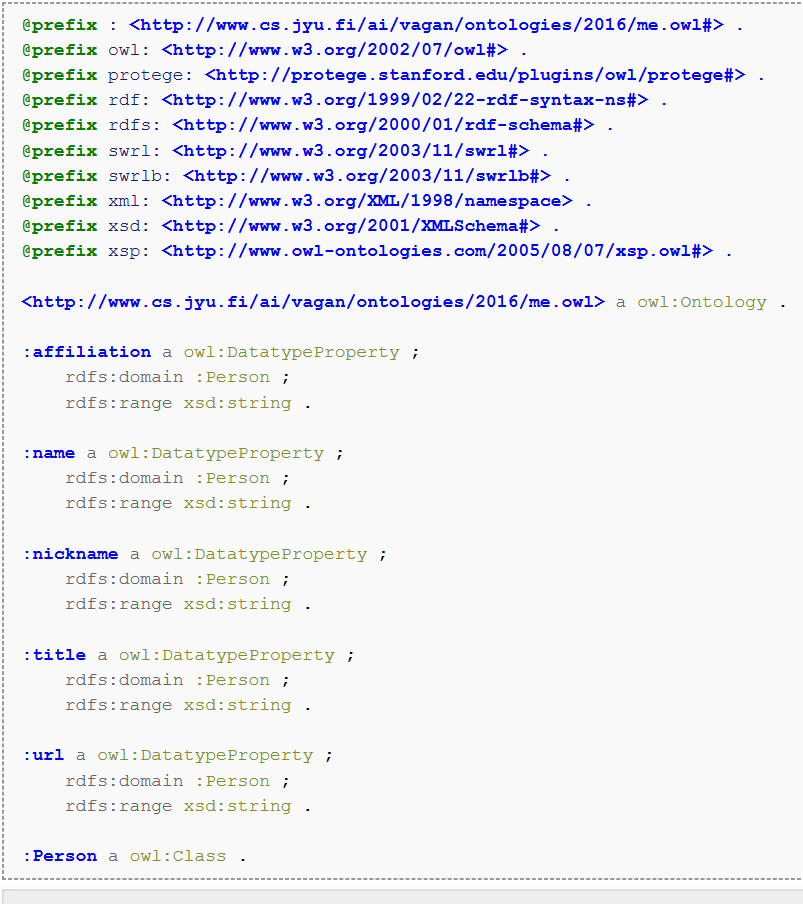 @prefix : <http://www.cs.jyu.fi/ai/vagan/ontologies/2016/me.owl#> .
@prefix owl: <http://www.w3.org/2002/07/owl#> .
@prefix protege: <http://protege.stanford.edu/plugins/owl/protege#> .
@prefix rdf: <http://www.w3.org/1999/02/22-rdf-syntax-ns#> .
@prefix rdfs: <http://www.w3.org/2000/01/rdf-schema#> .
@prefix swrl: <http://www.w3.org/2003/11/swrl#> .
@prefix swrlb: <http://www.w3.org/2003/11/swrlb#> .
@prefix xml: <http://www.w3.org/XML/1998/namespace> .
@prefix xsd: <http://www.w3.org/2001/XMLSchema#> .
@prefix xsp: <http://www.owl-ontologies.com/2005/08/07/xsp.owl#> .

<http://www.cs.jyu.fi/ai/vagan/ontologies/2016/me.owl> a owl:Ontology .

:affiliation a owl:DatatypeProperty ;
    rdfs:domain :Person ;
    rdfs:range xsd:string .

:name a owl:DatatypeProperty ;
    rdfs:domain :Person ;
    rdfs:range xsd:string .

:nickname a owl:DatatypeProperty ;
    rdfs:domain :Person ;
    rdfs:range xsd:string .

:title a owl:DatatypeProperty ;
    rdfs:domain :Person ;
    rdfs:range xsd:string .

:url a owl:DatatypeProperty ;
    rdfs:domain :Person ;
    rdfs:range xsd:string .

:Person a owl:Class .